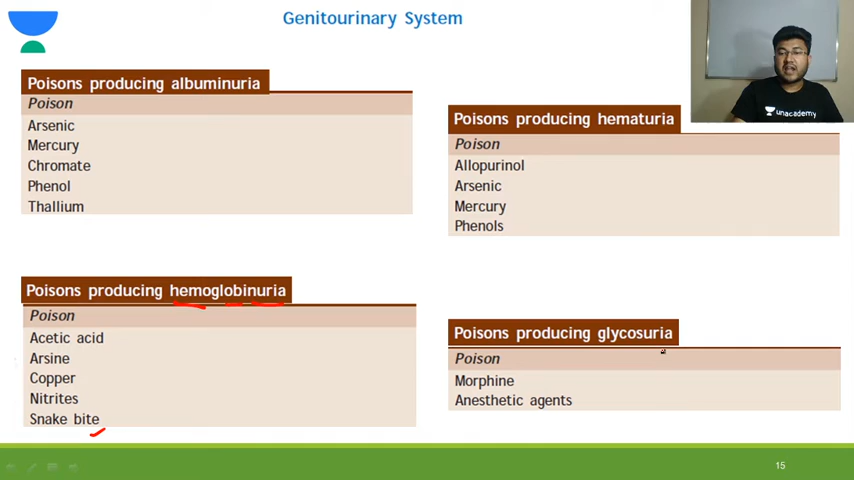 Genitourinary System
unacademy
Poisons producing albuminuria
Poison
Arsenic
Mercury
Chromate
Phenol
Thallium
Poisons producing hematuria
Poison
Allopurinol
Arsenic
Mercury
Phenols
Poisons producing hemoglobinuria
Poison
Acetic acid
Arsine
Copper
Nitrites
Snake bite
Poisons producing glycosuria
Poison
Morphine
Anesthetic agents
15